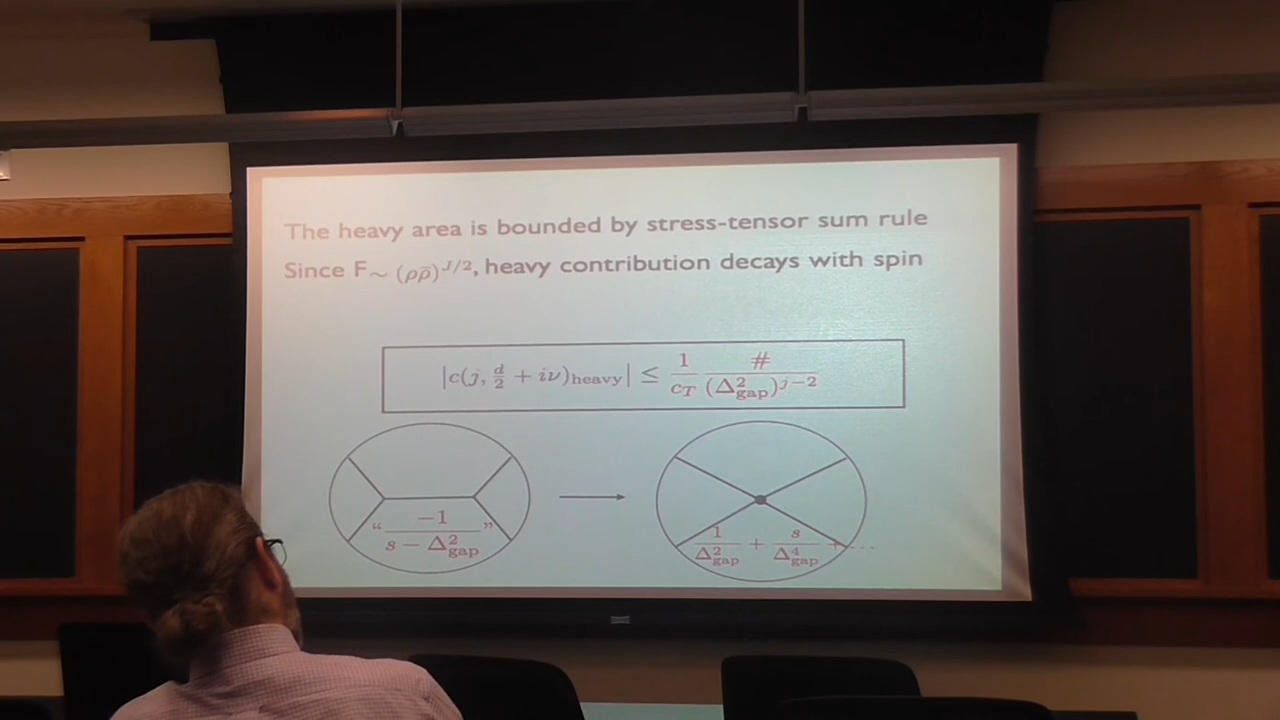 The heavy area is bounded by stress-tensor sum rule
Since F∼ (ρρ̄)^{J/2}, heavy contribution decays with spin
|c(j, d/2 + iν)_heavy| ≤ 1/c_T #/(Δ²_gap)^{j−2}
“ −1/(s − Δ²_gap) ”
1/Δ²_gap + s/Δ⁴_gap + ...